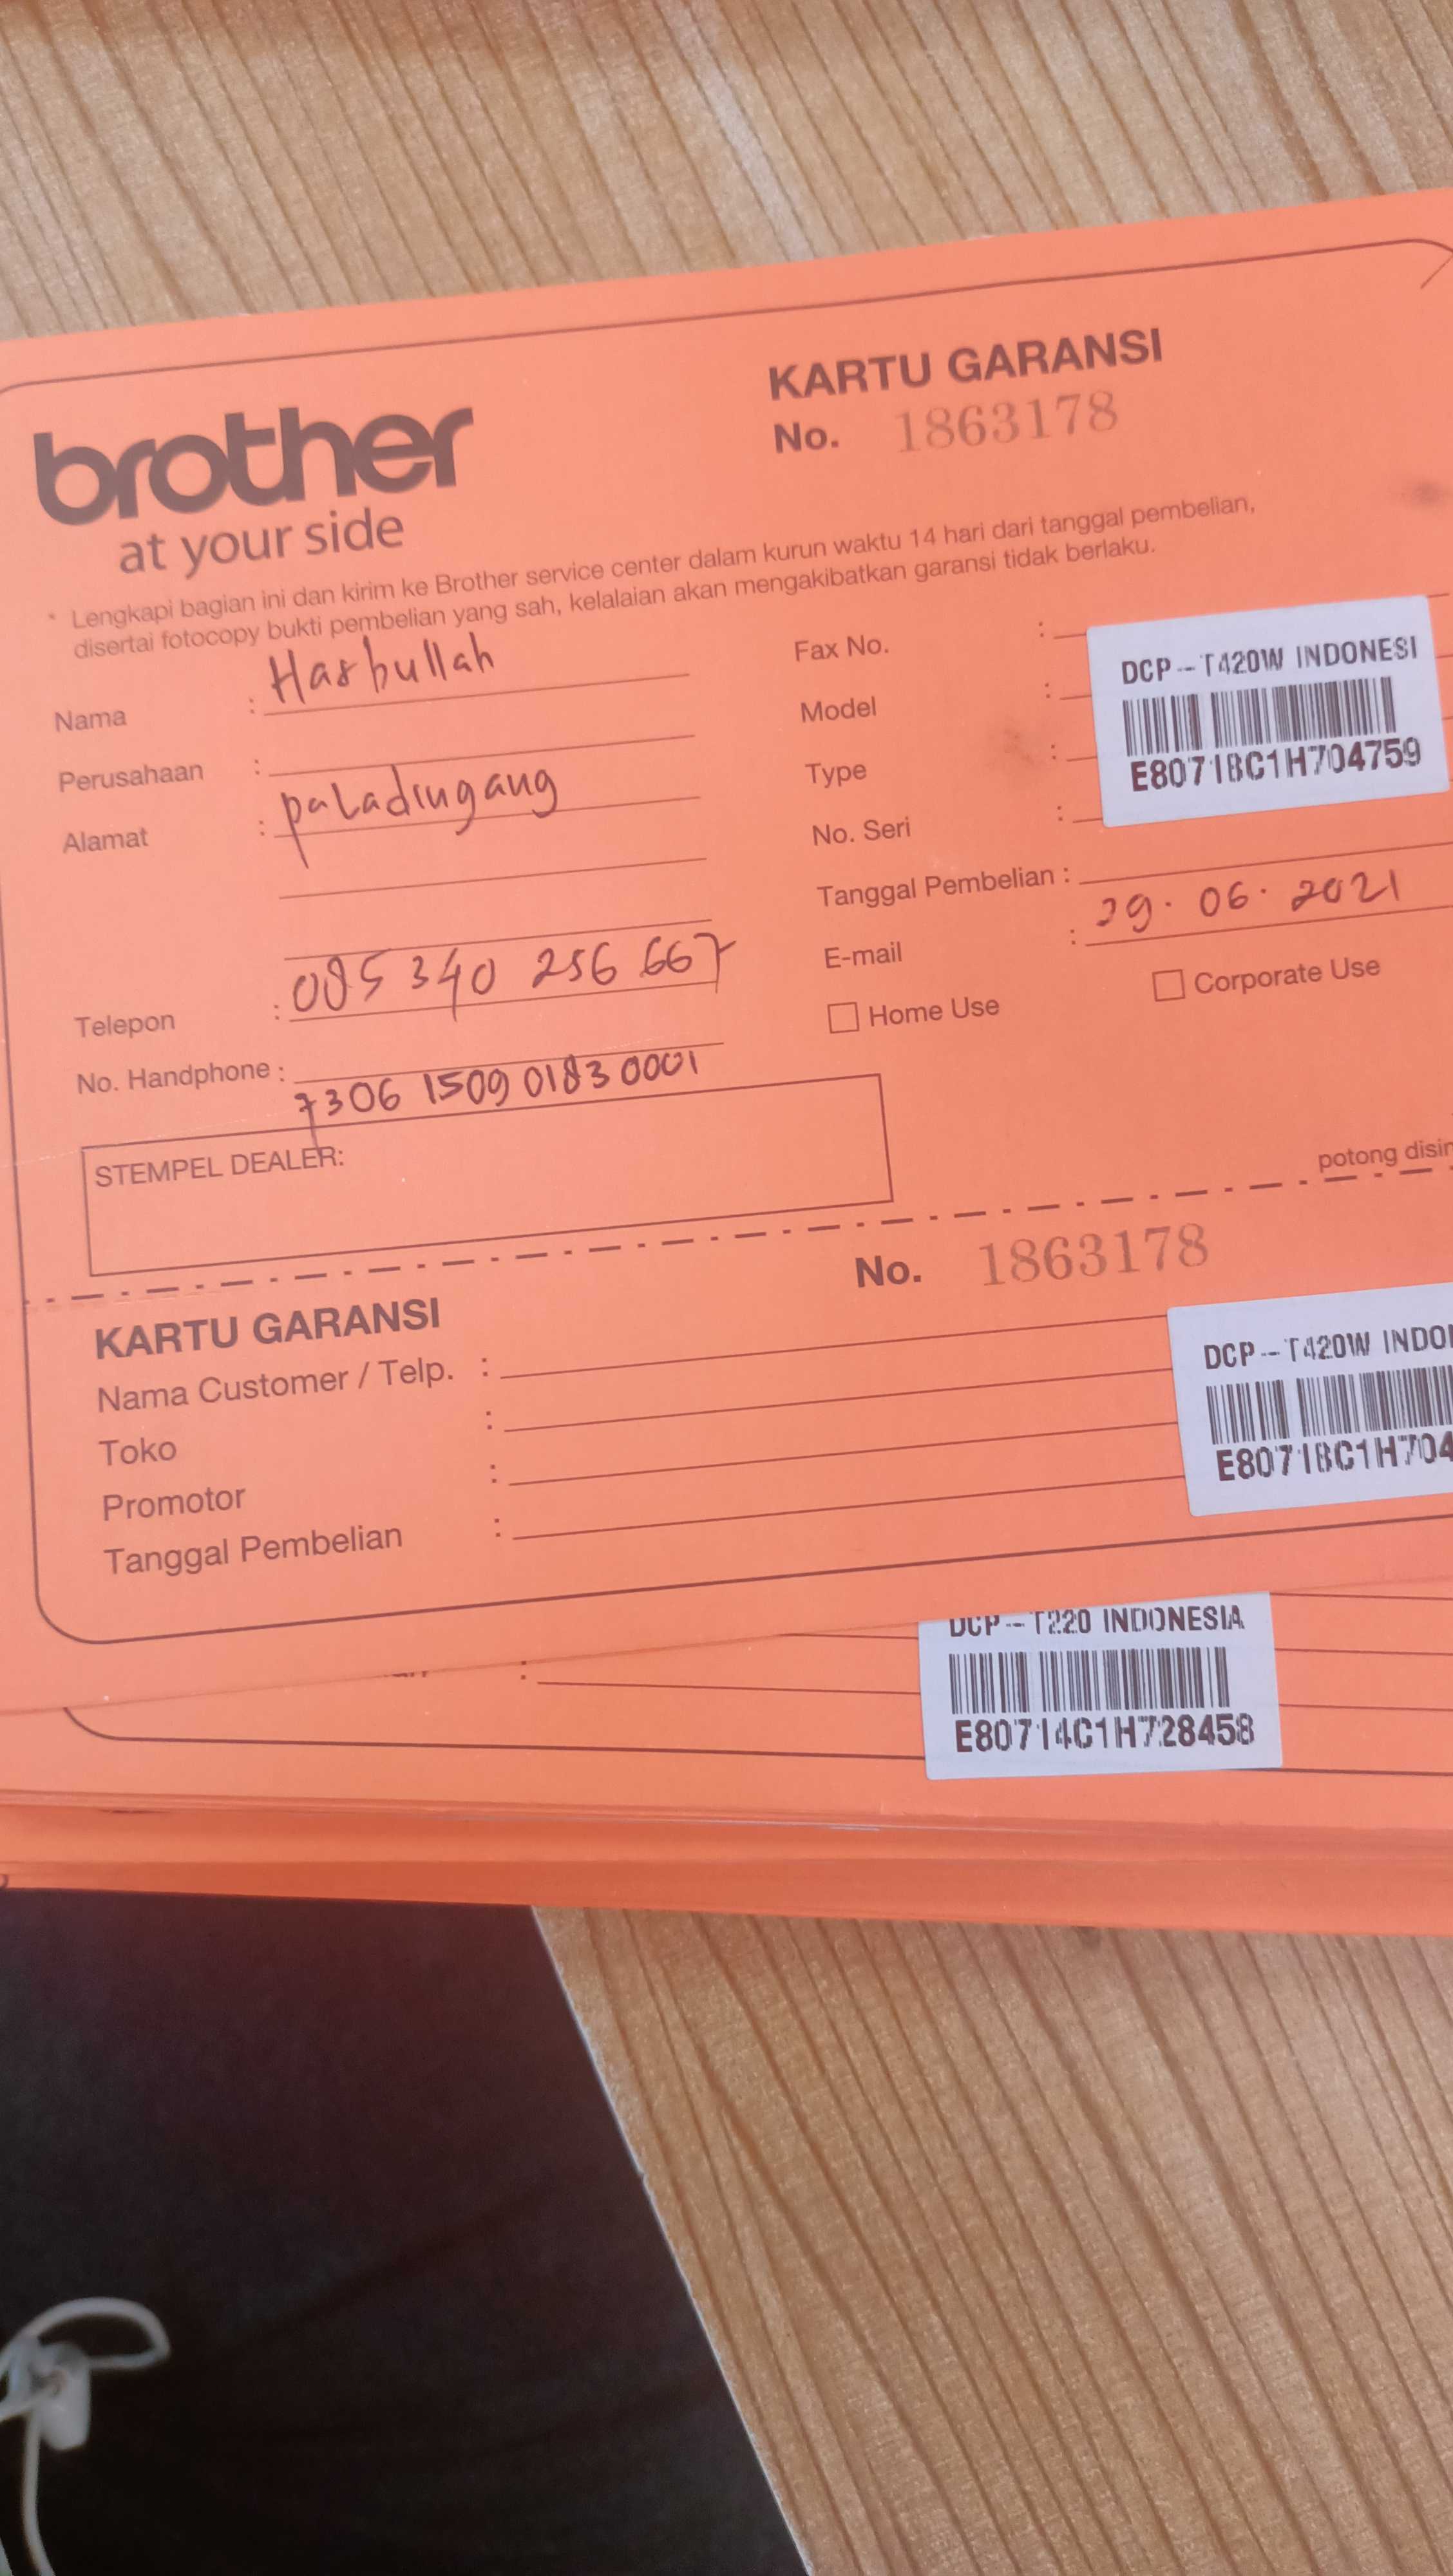 brother
at your side
KARTU GARANSI
No. 1863178
* Lengkapi bagian ini dan kirim ke Brother service center dalam kurun waktu 14 hari dari tanggal pembelian,
disertai fotocopy bukti pembelian yang sah, kelalaian akan mengakibatkan garansi tidak berlaku.
Nama : Hasbullah
Perusahaan :
Alamat : paladingang
Telepon : 085 340 256 667
No. Handphone : 7306 1509 0183 0001
Fax No. :
Model :
Type :
No. Seri :
DCP--T420W INDONESI
E8071BC1H704759
Tanggal Pembelian :
29. 06. 2021
E-mail :
Home Use
Corporate Use
STEMPEL DEALER:
potong disin
KARTU GARANSI
No. 1863178
Nama Customer / Telp. :
Toko :
Promotor :
Tanggal Pembelian :
DCP--T420W INDO
E8071BC1H704
DCP--T220 INDONESIA
E80714C1H728458